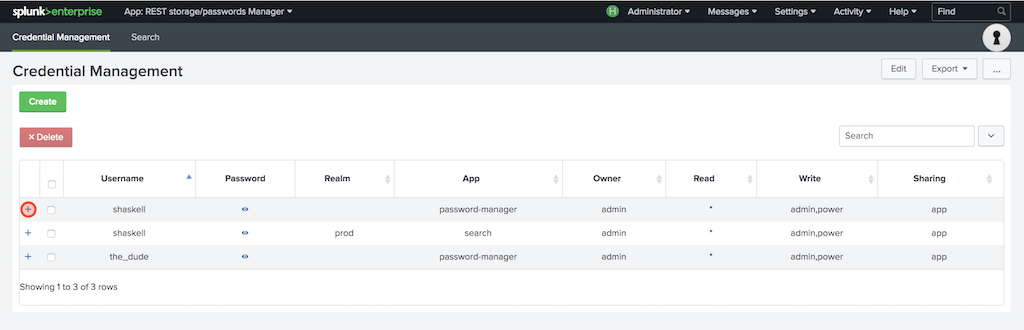 splunk>enterprise App: REST storage/passwords Manager H Administrator Messages Settings Activity Help Find
Credential Management Search
Credential Management Edit Export ...
Create
× Delete Search
Username Password Realm App Owner Read Write Sharing
+ shaskell password-manager admin * admin,power app
+ shaskell prod search admin * admin,power app
+ the_dude password-manager admin * admin,power app
Showing 1 to 3 of 3 rows